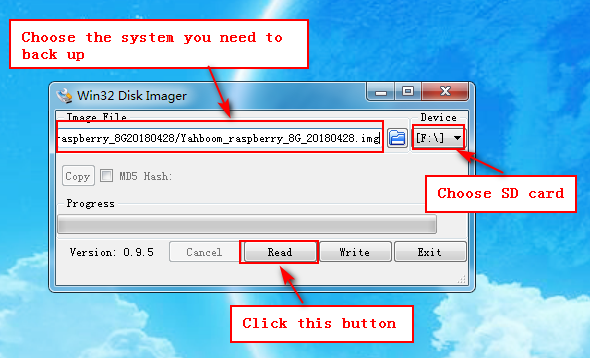 Choose the system you need to
back up
Win32 Disk Imager
Image File
Device
raspberry_8G20180428/Yahboom_raspberry_8G_20180428.img
[F:\]
Copy
MD5 Hash:
Choose SD card
Progress
Version: 0.9.5
Cancel
Read
Write
Exit
Click this button